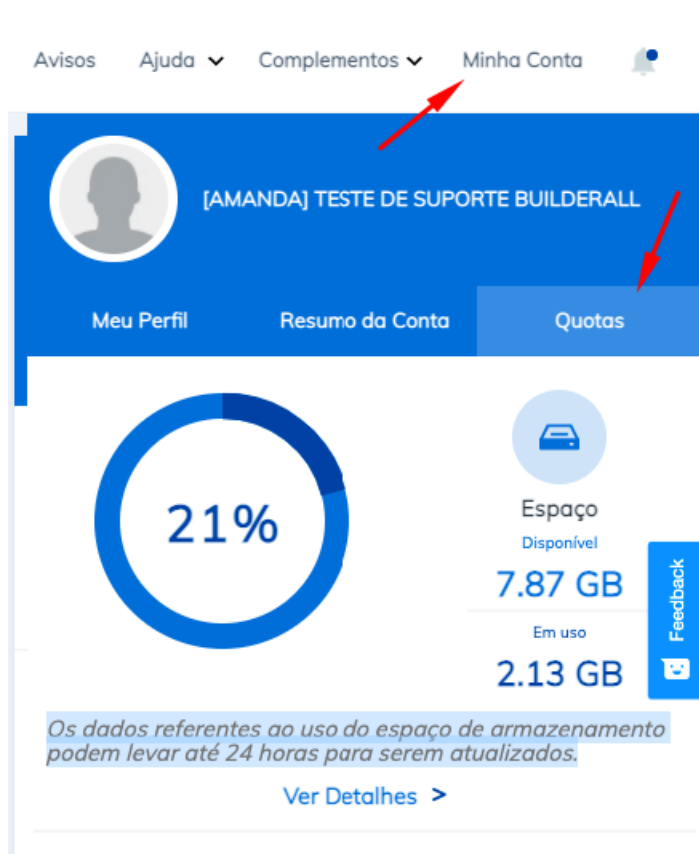 Avisos Ajuda Complementos Minha Conta
[AMANDA] TESTE DE SUPORTE BUILDERALL
Meu Perfil Resumo da Conta Quotas
21%
Espaço
Disponível
7.87 GB
Em uso
2.13 GB
Feedback
Os dados referentes ao uso do espaço de armazenamento
podem levar até 24 horas para serem atualizados.
Ver Detalhes >